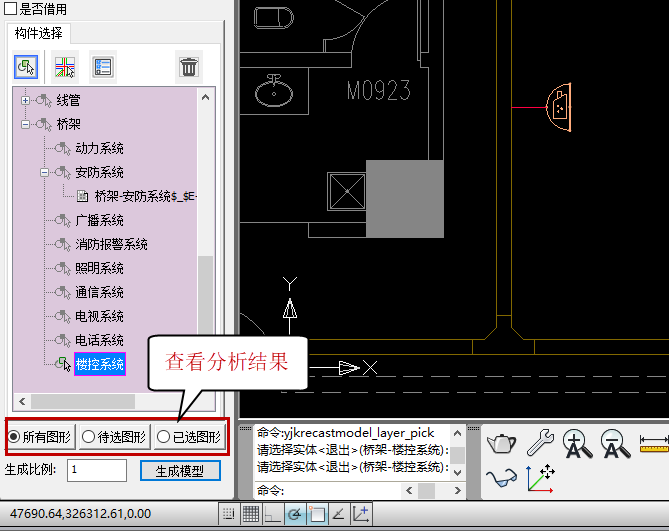 是否借用
构件选择
线管
桥架
动力系统
安防系统
桥架-安防系统$_$E-
广播系统
消防报警系统
照明系统
通信系统
电视系统
电话系统
楼控系统
查看分析结果
所有图形
待选图形
已选图形
生成比例:
1
生成模型
M0923
Y
X
命令:yjkrecastmodel_layer_pick
请选择实体<退出>(桥架-楼控系统):
请选择实体<退出>(桥架-楼控系统):
命令:
47690.64,326312.61,0.00